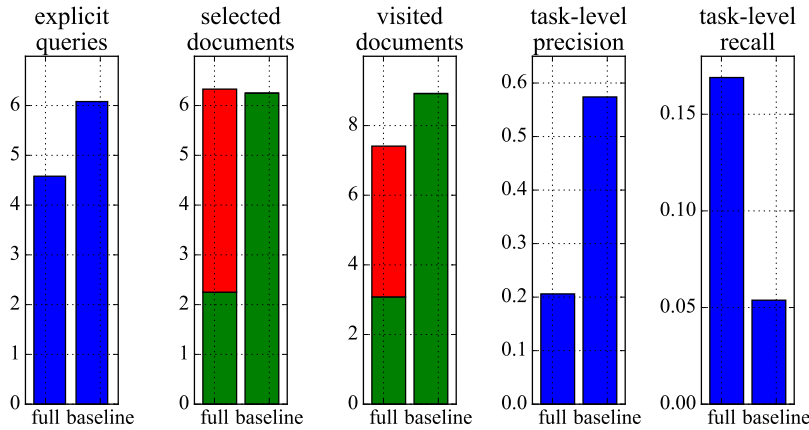 explicit
queries
6
5
4
3
2
1
0
full baseline
selected
documents
6
5
4
3
2
1
0
full baseline
visited
documents
8
6
4
2
0
full baseline
task-level
precision
0.6
0.5
0.4
0.3
0.2
0.1
0.0
full baseline
task-level
recall
0.15
0.10
0.05
0.00
full baseline